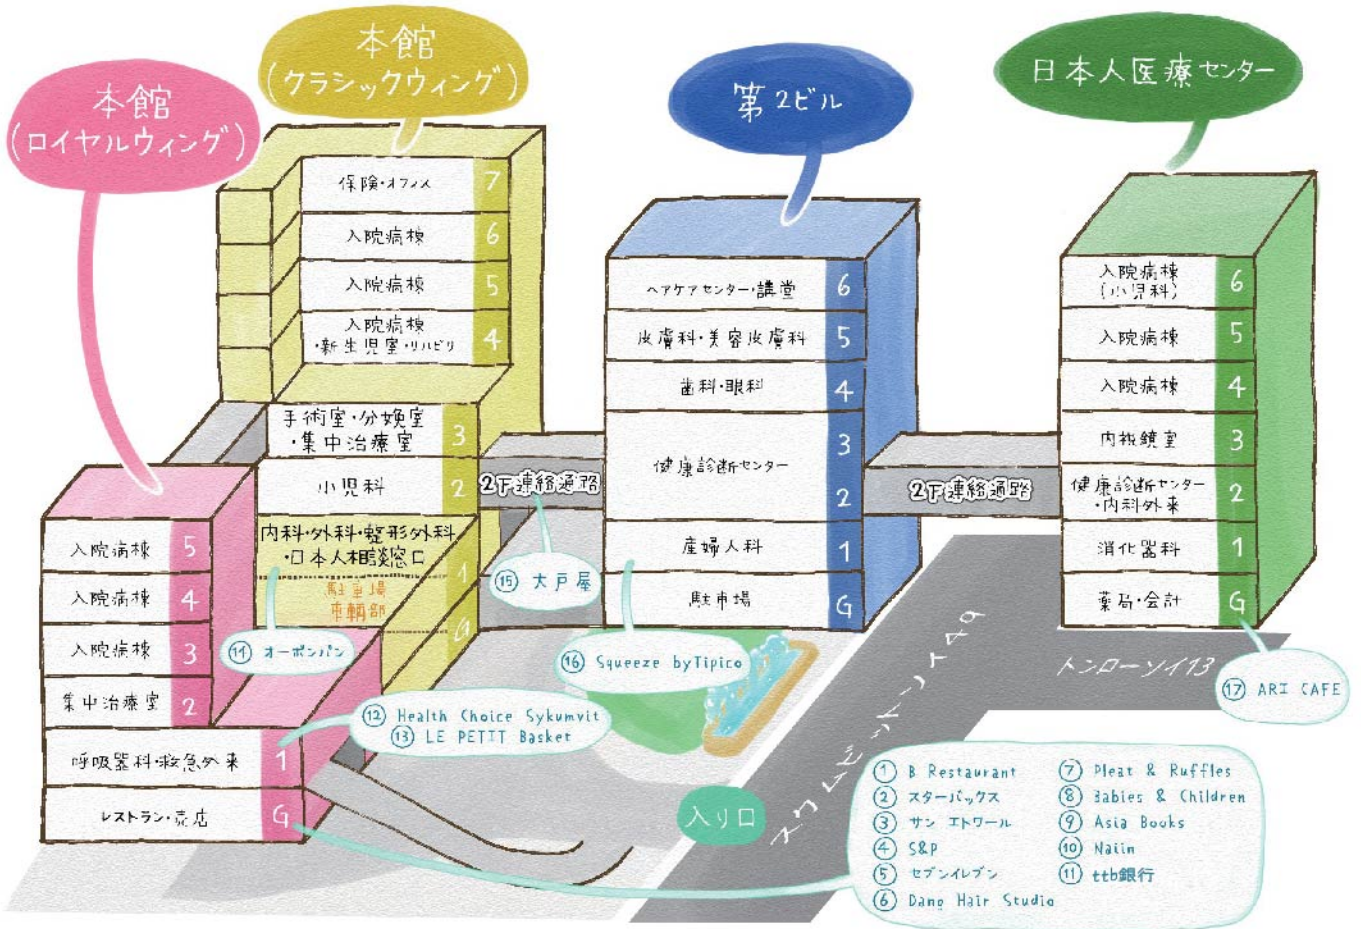 本館
(ロイヤルウィング)
入院病棟 5
入院病棟 4
入院病棟 3
集中治療室 2
呼吸器科・救急外来 1
レストラン・売店 G
本館
(クラシックウィング)
保険・オフィス 7
入院病棟 6
入院病棟 5
入院病棟
・新生児室・リハビリ 4
手術室・分娩室
・集中治療室 3
小児科 2
内科・外科・整形外科
・日本人相談窓口 1
駐車場
車輌部 G
2F連絡通路
第2ビル
ヘアケアセンター・講堂 6
皮膚科・美容皮膚科 5
歯科・眼科 4
健康診断センター 3
2
産婦人科 1
駐車場 G
2F連絡通路
日本人医療センター
入院病棟
(小児科) 6
入院病棟 5
入院病棟 4
内視鏡室 3
健康診断センター
・内科外来 2
消化器科 1
薬局・会計 G
⑭ オーボンパン
⑮ 大戸屋
⑯ Squeeze byTipico
⑰ ARI CAFE
⑫ Health Choice Sykumvit
⑬ LE PETIT Basket
入り口
スクムビットソイ49
トンローソイ13
① B Restaurant
② スターバックス
③ サン エトワール
④ S&P
⑤ セブンイレブン
⑥ Dang Hair Studio
⑦ Pleat & Ruffles
⑧ Babies & Children
⑨ Asia Books
⑩ Naiin
⑪ ttb銀行